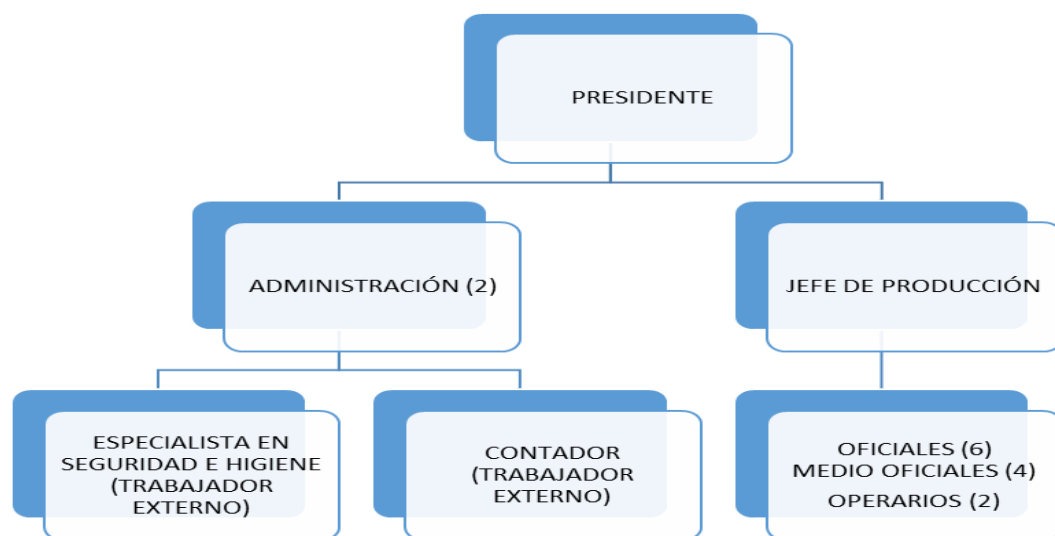 PRESIDENTE
ADMINISTRACIÓN (2)
JEFE DE PRODUCCIÓN
ESPECIALISTA EN
SEGURIDAD E HIGIENE
(TRABAJADOR
EXTERNO)
CONTADOR
(TRABAJADOR
EXTERNO)
OFICIALES (6)
MEDIO OFICIALES (4)
OPERARIOS (2)